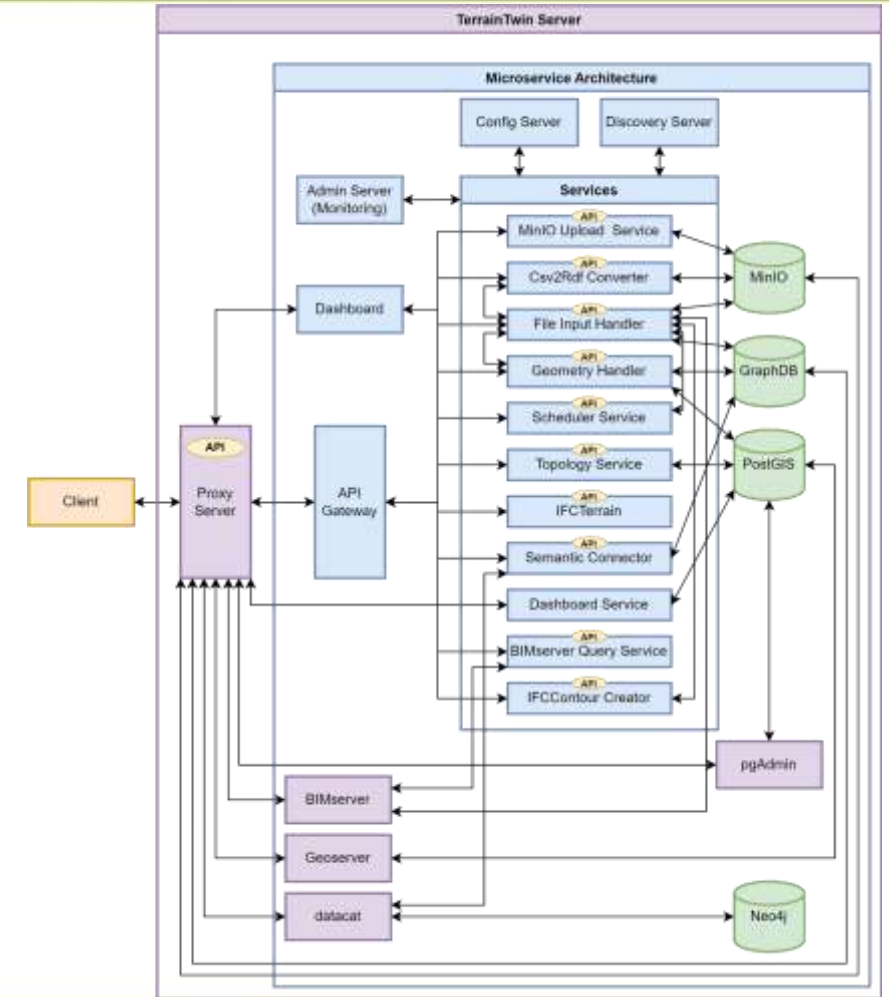 TerrainTwin Server
Microservice Architecture
Config Server
Discovery Server
Admin Server
(Monitoring)
Services
API
MinIO Upload Service
API
Csv2Rdf Converter
MinIO
Dashboard
API
File Input Handler
API
Geometry Handler
GraphDB
API
Scheduler Service
API
Proxy
Server
API
Gateway
Client
API
Topology Service
PostGIS
API
IFCTerrain
API
Semantic Connector
Dashboard Service
API
BIMserver Query Service
API
IFCContour Creator
pgAdmin
BIMserver
Geoserver
datacat
Neo4j